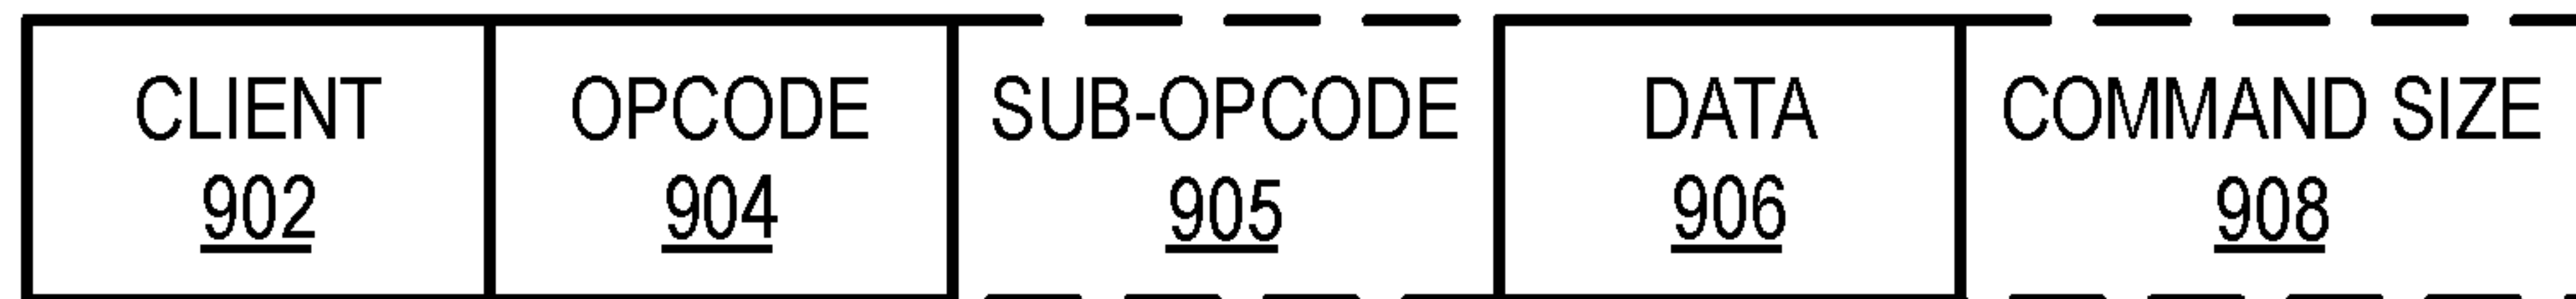 CLIENT OPCODE SUB-OPCODE DATA COMMAND SIZE
902 904 905 906 908